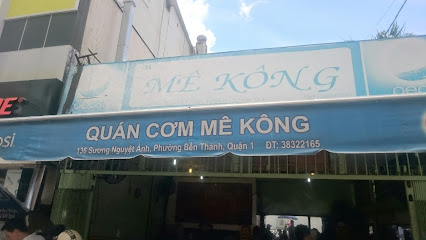 MÊ KÔNG
QUÁN CƠM MÊ KÔNG
136 Sương Nguyệt Ánh, Phường Bến Thành, Quận 1 ĐT: 38322165